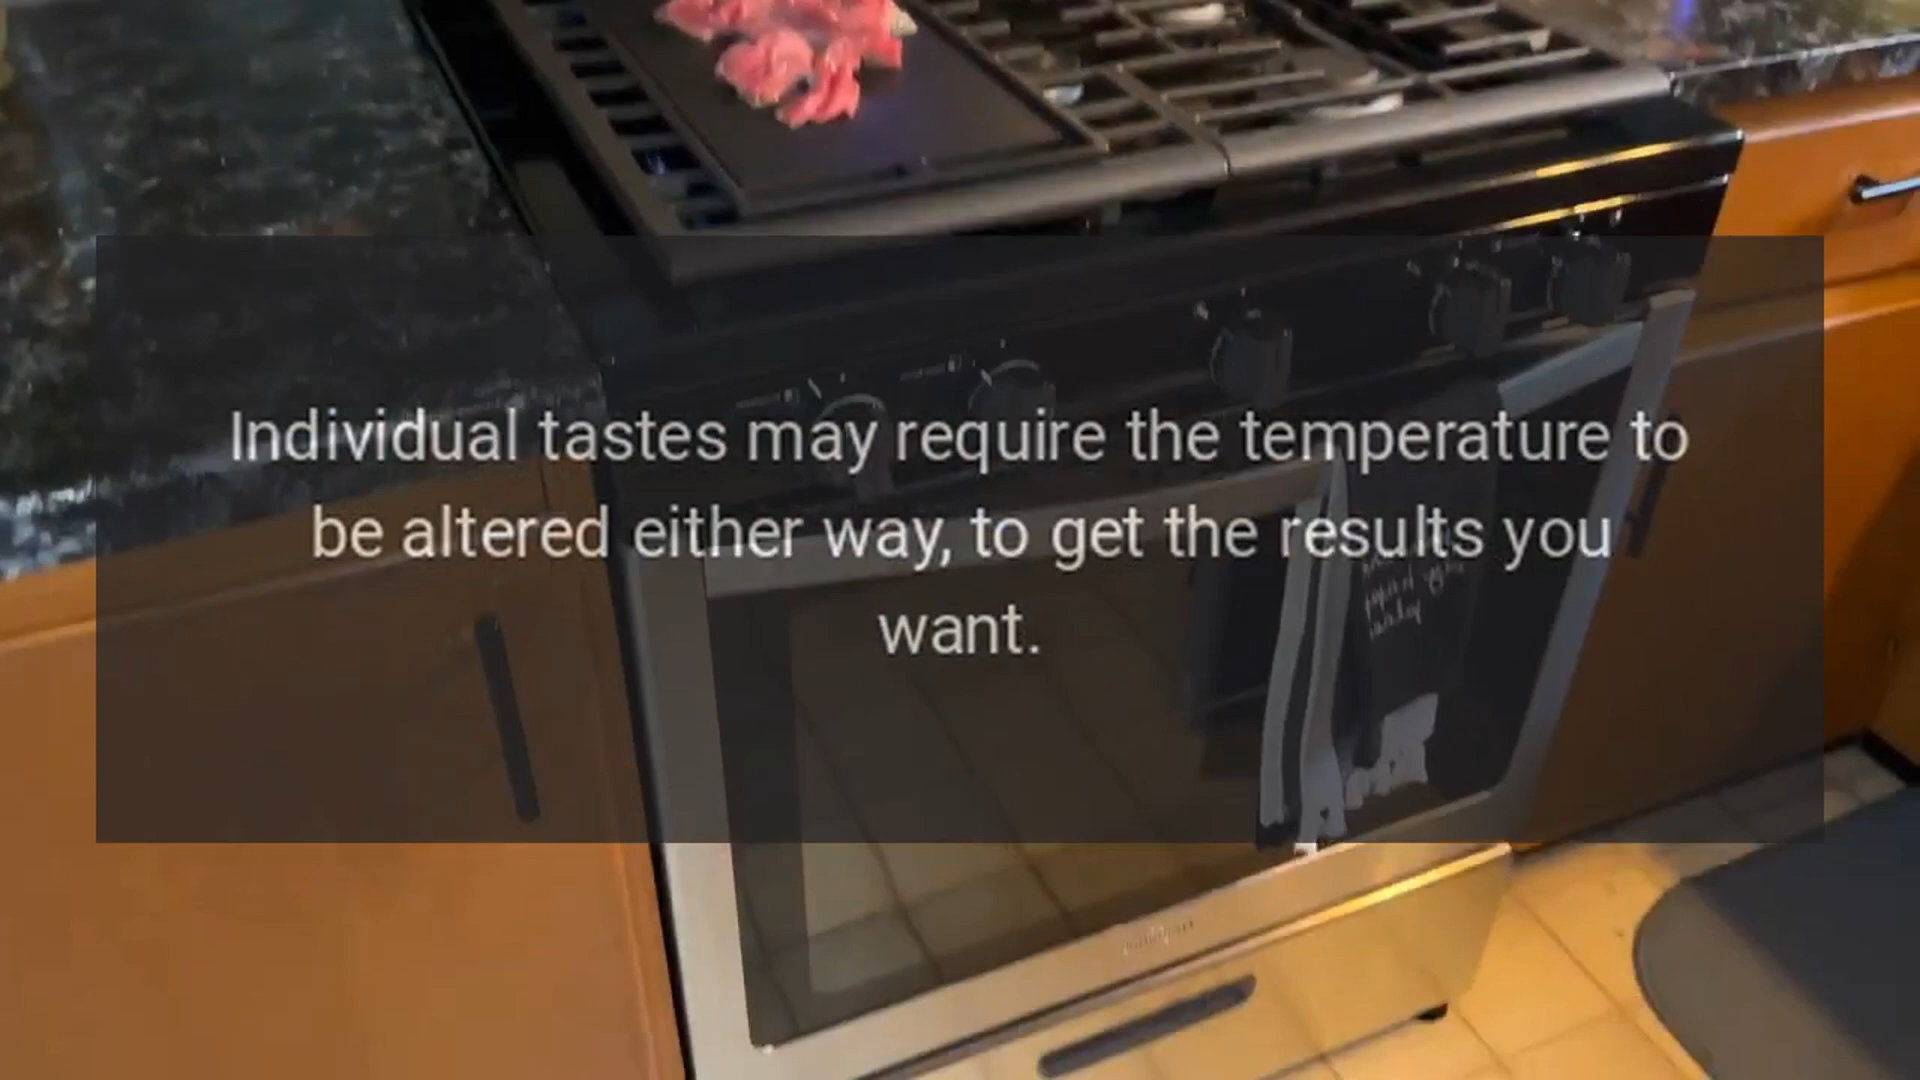 Individual tastes may require the temperature to
be altered either way, to get the results you
want.